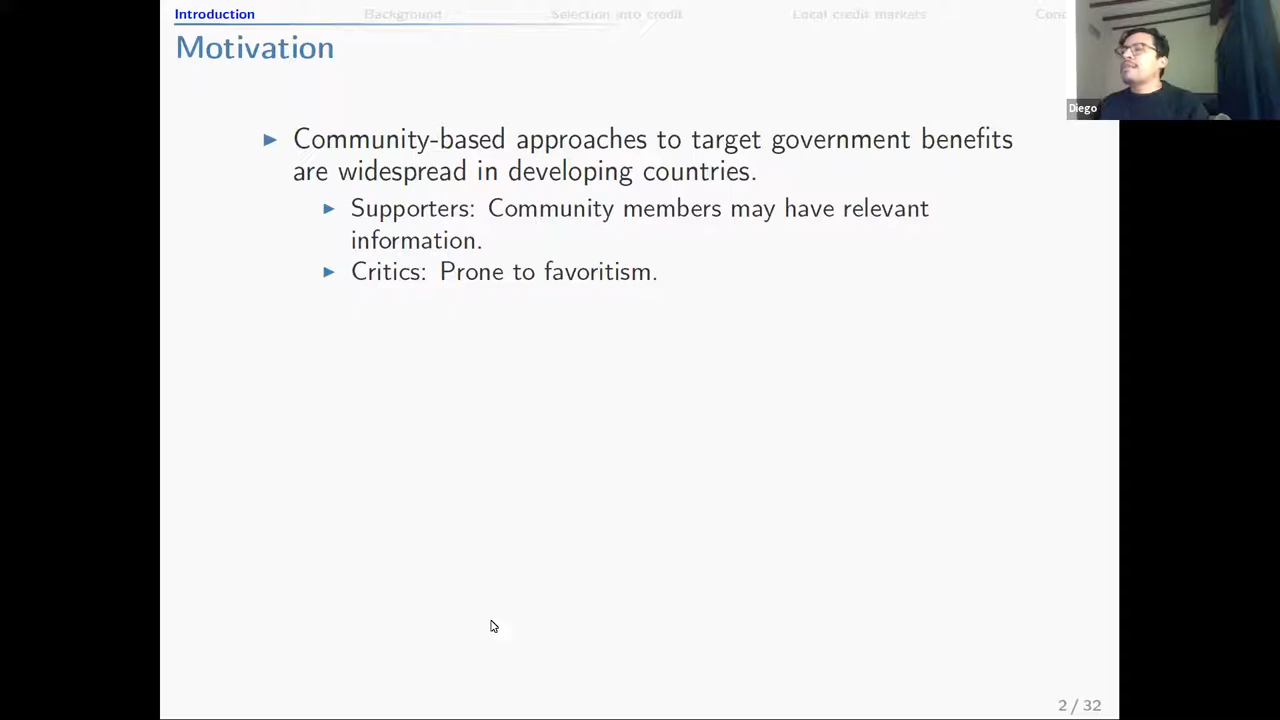 Introduction Background Selection into credit Local credit markets
Motivation
Diego
Community-based approaches to target government benefits
are widespread in developing countries.
Supporters: Community members may have relevant
information.
Critics: Prone to favoritism.
2 / 32